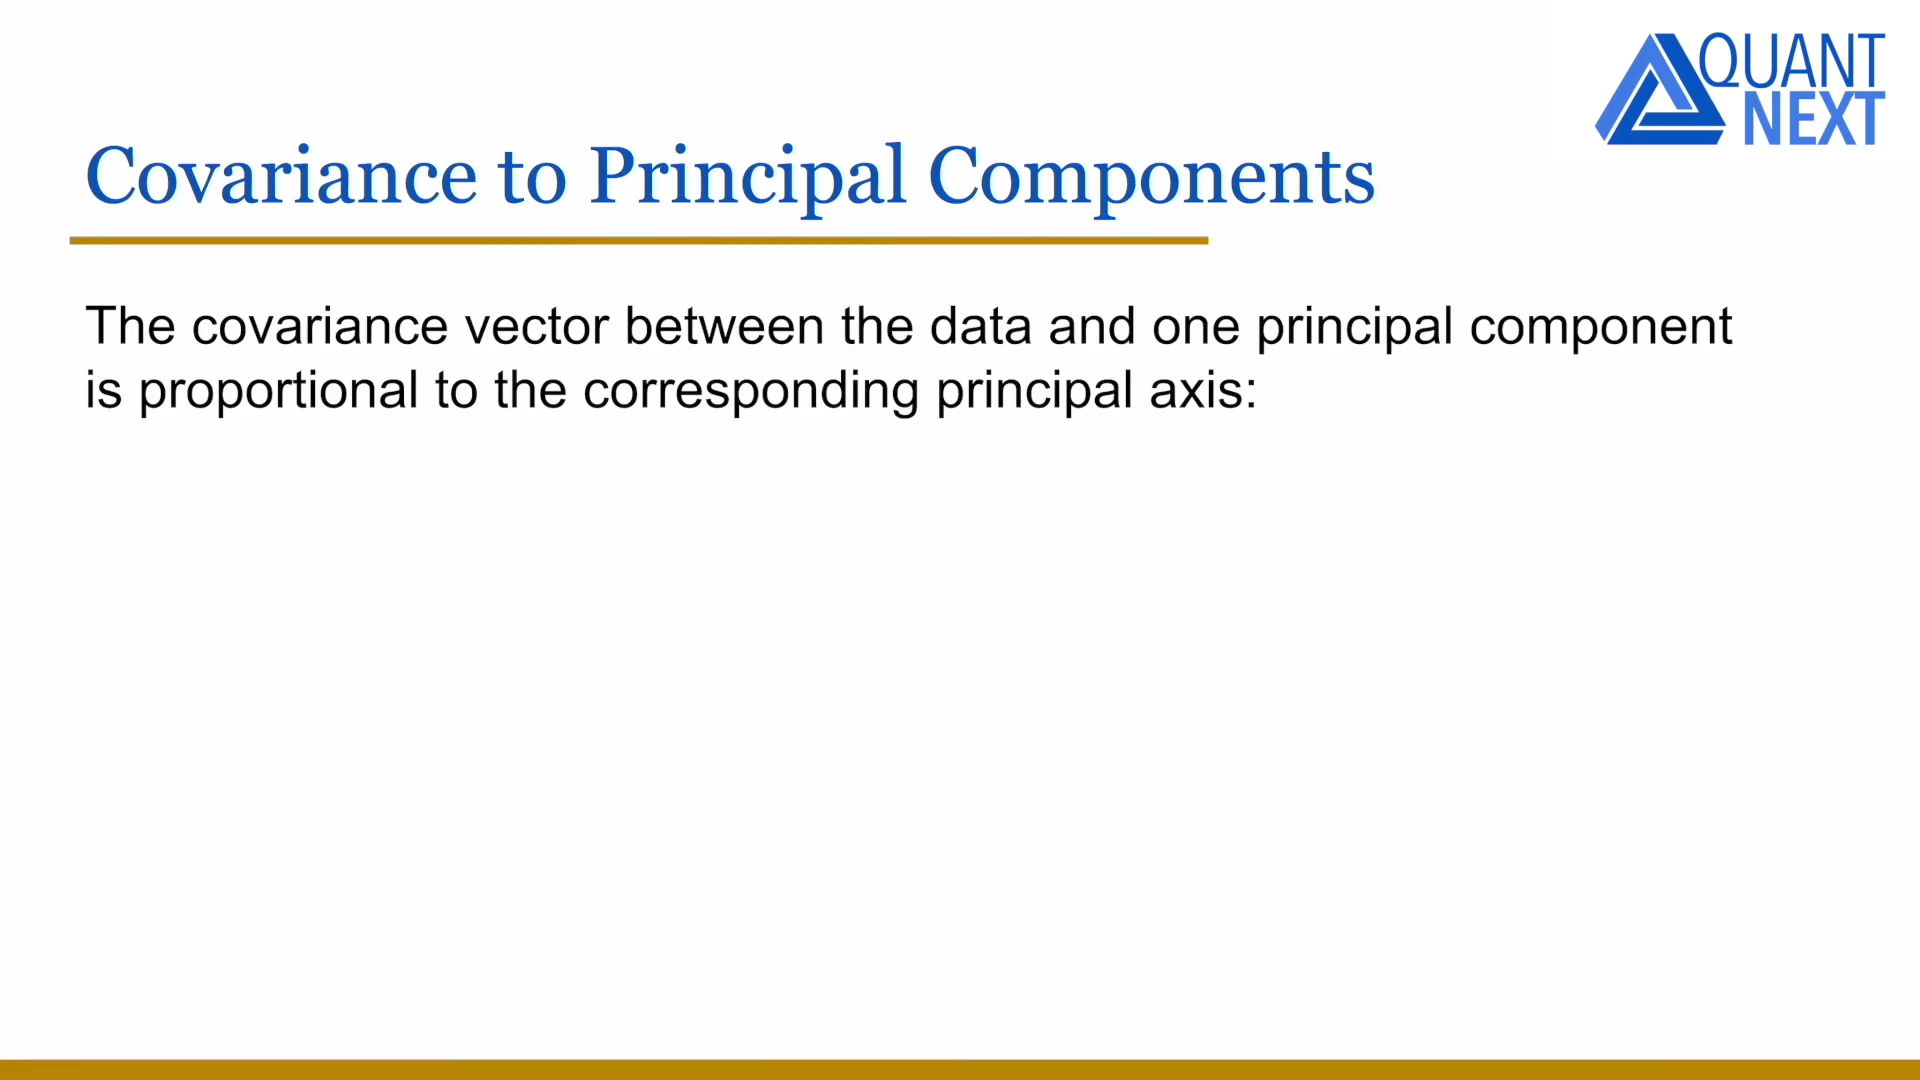 QUANT
NEXT
Covariance to Principal Components
The covariance vector between the data and one principal component
is proportional to the corresponding principal axis: